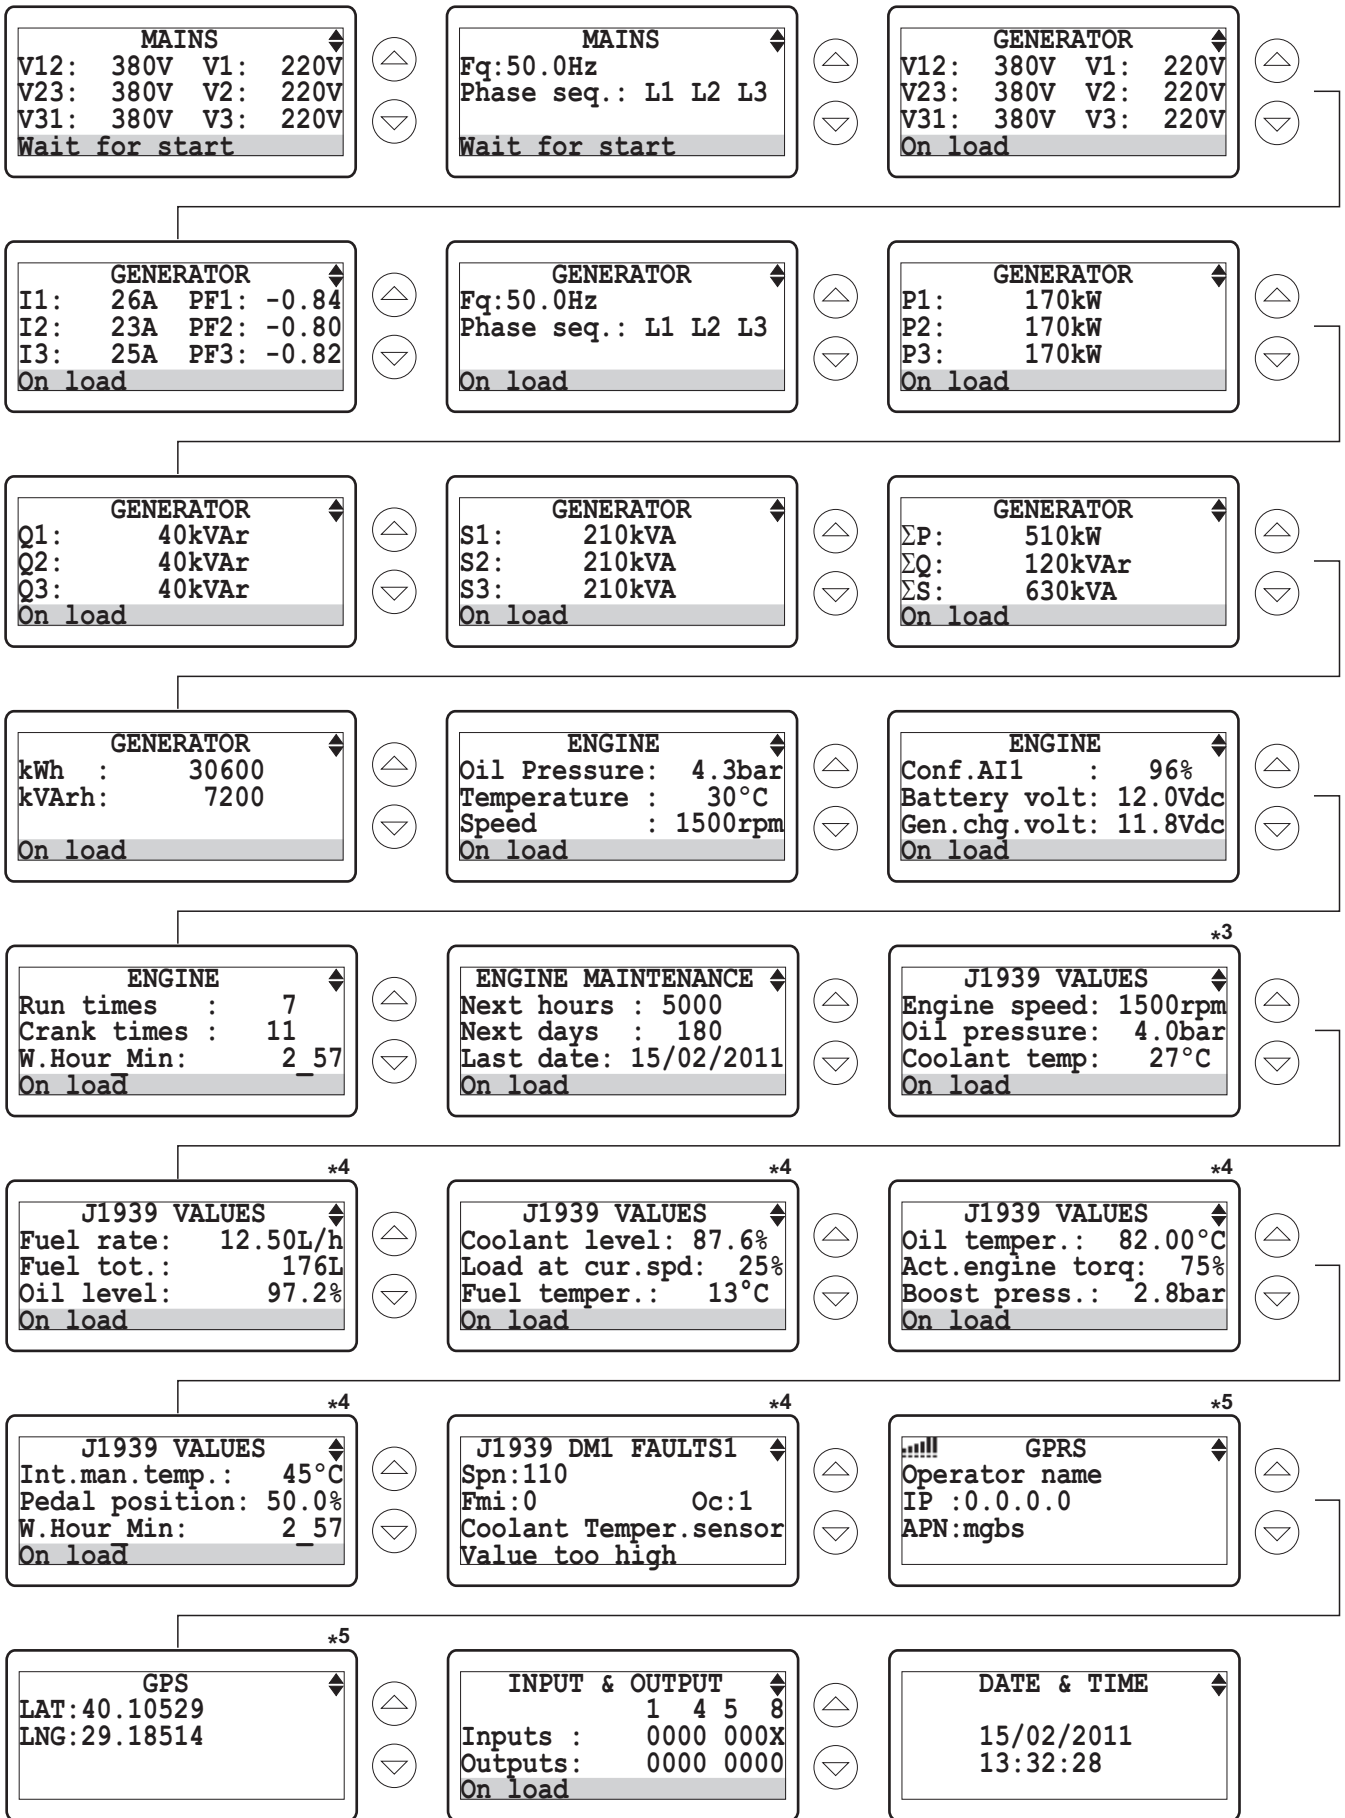 MAINS
V12: 380V V1: 220V
V23: 380V V2: 220V
V31: 380V V3: 220V
Wait for start
MAINS
Fq:50.0Hz
Phase seq.: L1 L2 L3
Wait for start
GENERATOR
V12: 380V V1: 220V
V23: 380V V2: 220V
V31: 380V V3: 220V
On load
GENERATOR
I1: 26A PF1: -0.84
I2: 23A PF2: -0.80
I3: 25A PF3: -0.82
On load
GENERATOR
Fq:50.0Hz
Phase seq.: L1 L2 L3
On load
GENERATOR
P1: 170kW
P2: 170kW
P3: 170kW
On load
GENERATOR
Q1: 40kVAr
Q2: 40kVAr
Q3: 40kVAr
On load
GENERATOR
S1: 210kVA
S2: 210kVA
S3: 210kVA
On load
GENERATOR
ΣP: 510kW
ΣQ: 120kVAr
ΣS: 630kVA
On load
GENERATOR
kWh : 30600
kVArh: 7200
On load
ENGINE
Oil Pressure: 4.3bar
Temperature : 30°C
Speed : 1500rpm
On load
ENGINE
Conf.AI1 : 96%
Battery volt: 12.0Vdc
Gen.chg.volt: 11.8Vdc
On load
ENGINE
Run times : 7
Crank times : 11
W.Hour_Min: 2_57
On load
ENGINE MAINTENANCE
Next hours : 5000
Next days : 180
Last date: 15/02/2011
On load
*3
J1939 VALUES
Engine speed: 1500rpm
Oil pressure: 4.0bar
Coolant temp: 27°C
On load
*4
J1939 VALUES
Fuel rate: 12.50L/h
Fuel tot.: 176L
Oil level: 97.2%
On load
*4
J1939 VALUES
Coolant level: 87.6%
Load at cur.spd: 25%
Fuel temper.: 13°C
On load
*4
J1939 VALUES
Oil temper.: 82.00°C
Act.engine torq: 75%
Boost press.: 2.8bar
On load
*4
J1939 VALUES
Int.man.temp.: 45°C
Pedal position: 50.0%
W.Hour_Min: 2_57
On load
*4
J1939 DM1 FAULTS1
Spn:110
Fmi:0 Oc:1
Coolant Temper.sensor
Value too high
*5
GPRS
Operator name
IP :0.0.0.0
APN:mgbs
*5
GPS
LAT:40.10529
LNG:29.18514
INPUT & OUTPUT
1 4 5 8
Inputs : 0000 000X
Outputs: 0000 0000
On load
DATE & TIME
15/02/2011
13:32:28